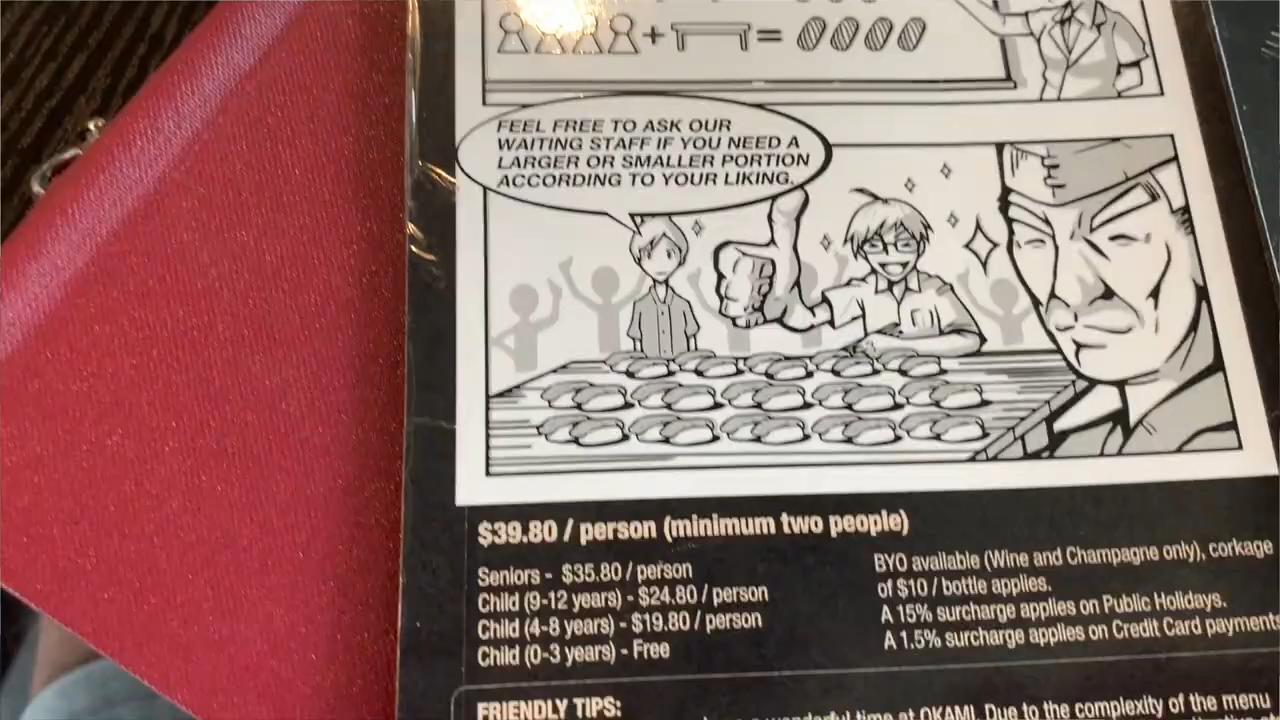 FEEL FREE TO ASK OUR
WAITING STAFF IF YOU NEED A
LARGER OR SMALLER PORTION
ACCORDING TO YOUR LIKING.
$39.80 / person (minimum two people)
Seniors - $35.80 / person
Child (9-12 years) - $24.80 / person
Child (4-8 years) - $19.80 / person
Child (0-3 years) - Free
BYO available (Wine and Champagne only), corkage
of $10 / bottle applies.
A 15% surcharge applies on Public Holidays.
A 1.5% surcharge applies on Credit Card payments
FRIENDLY TIPS:
wonderful time at OKAMI. Due to the complexity of the menu